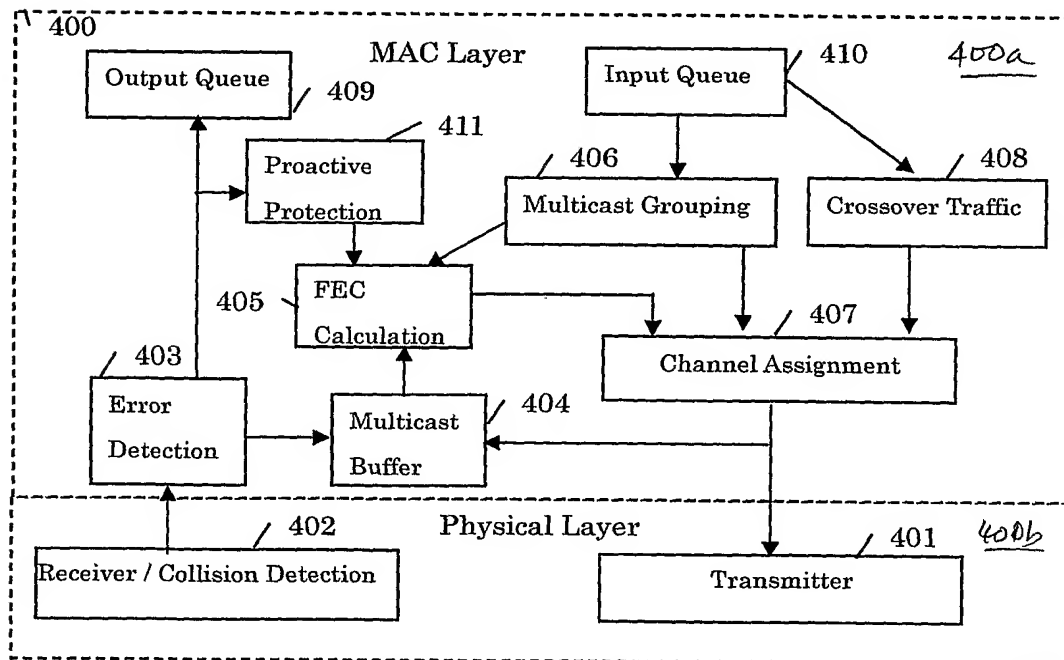 400
MAC Layer
400a
Output Queue
409
Input Queue
410
411
Proactive
Protection
406
Multicast Grouping
408
Crossover Traffic
405
FEC
Calculation
407
Channel Assignment
403
Error
Detection
404
Multicast
Buffer
Physical Layer
400b
402
Receiver / Collision Detection
401
Transmitter